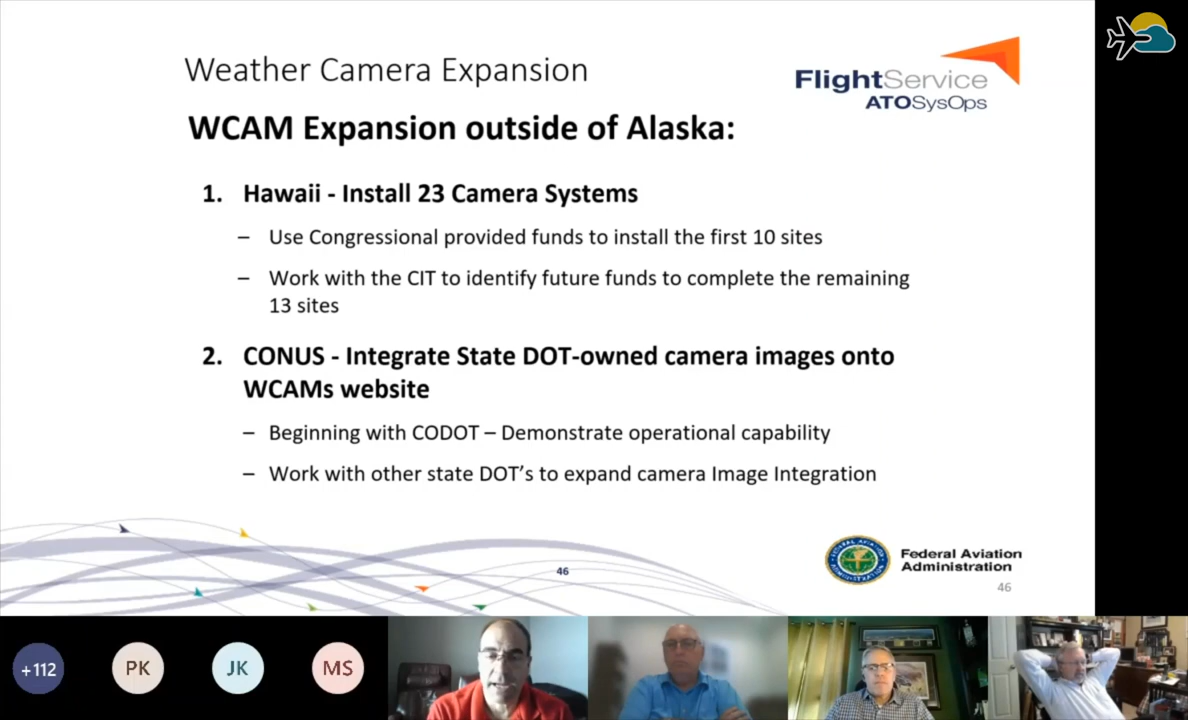 Weather Camera Expansion
FlightService
ATOSysOps
WCAM Expansion outside of Alaska:
1. Hawaii - Install 23 Camera Systems
– Use Congressional provided funds to install the first 10 sites
– Work with the CIT to identify future funds to complete the remaining
13 sites
2. CONUS - Integrate State DOT-owned camera images onto
WCAMs website
– Beginning with CODOT – Demonstrate operational capability
– Work with other state DOT's to expand camera Image Integration
46
Federal Aviation
Administration
46
+112
PK
JK
MS